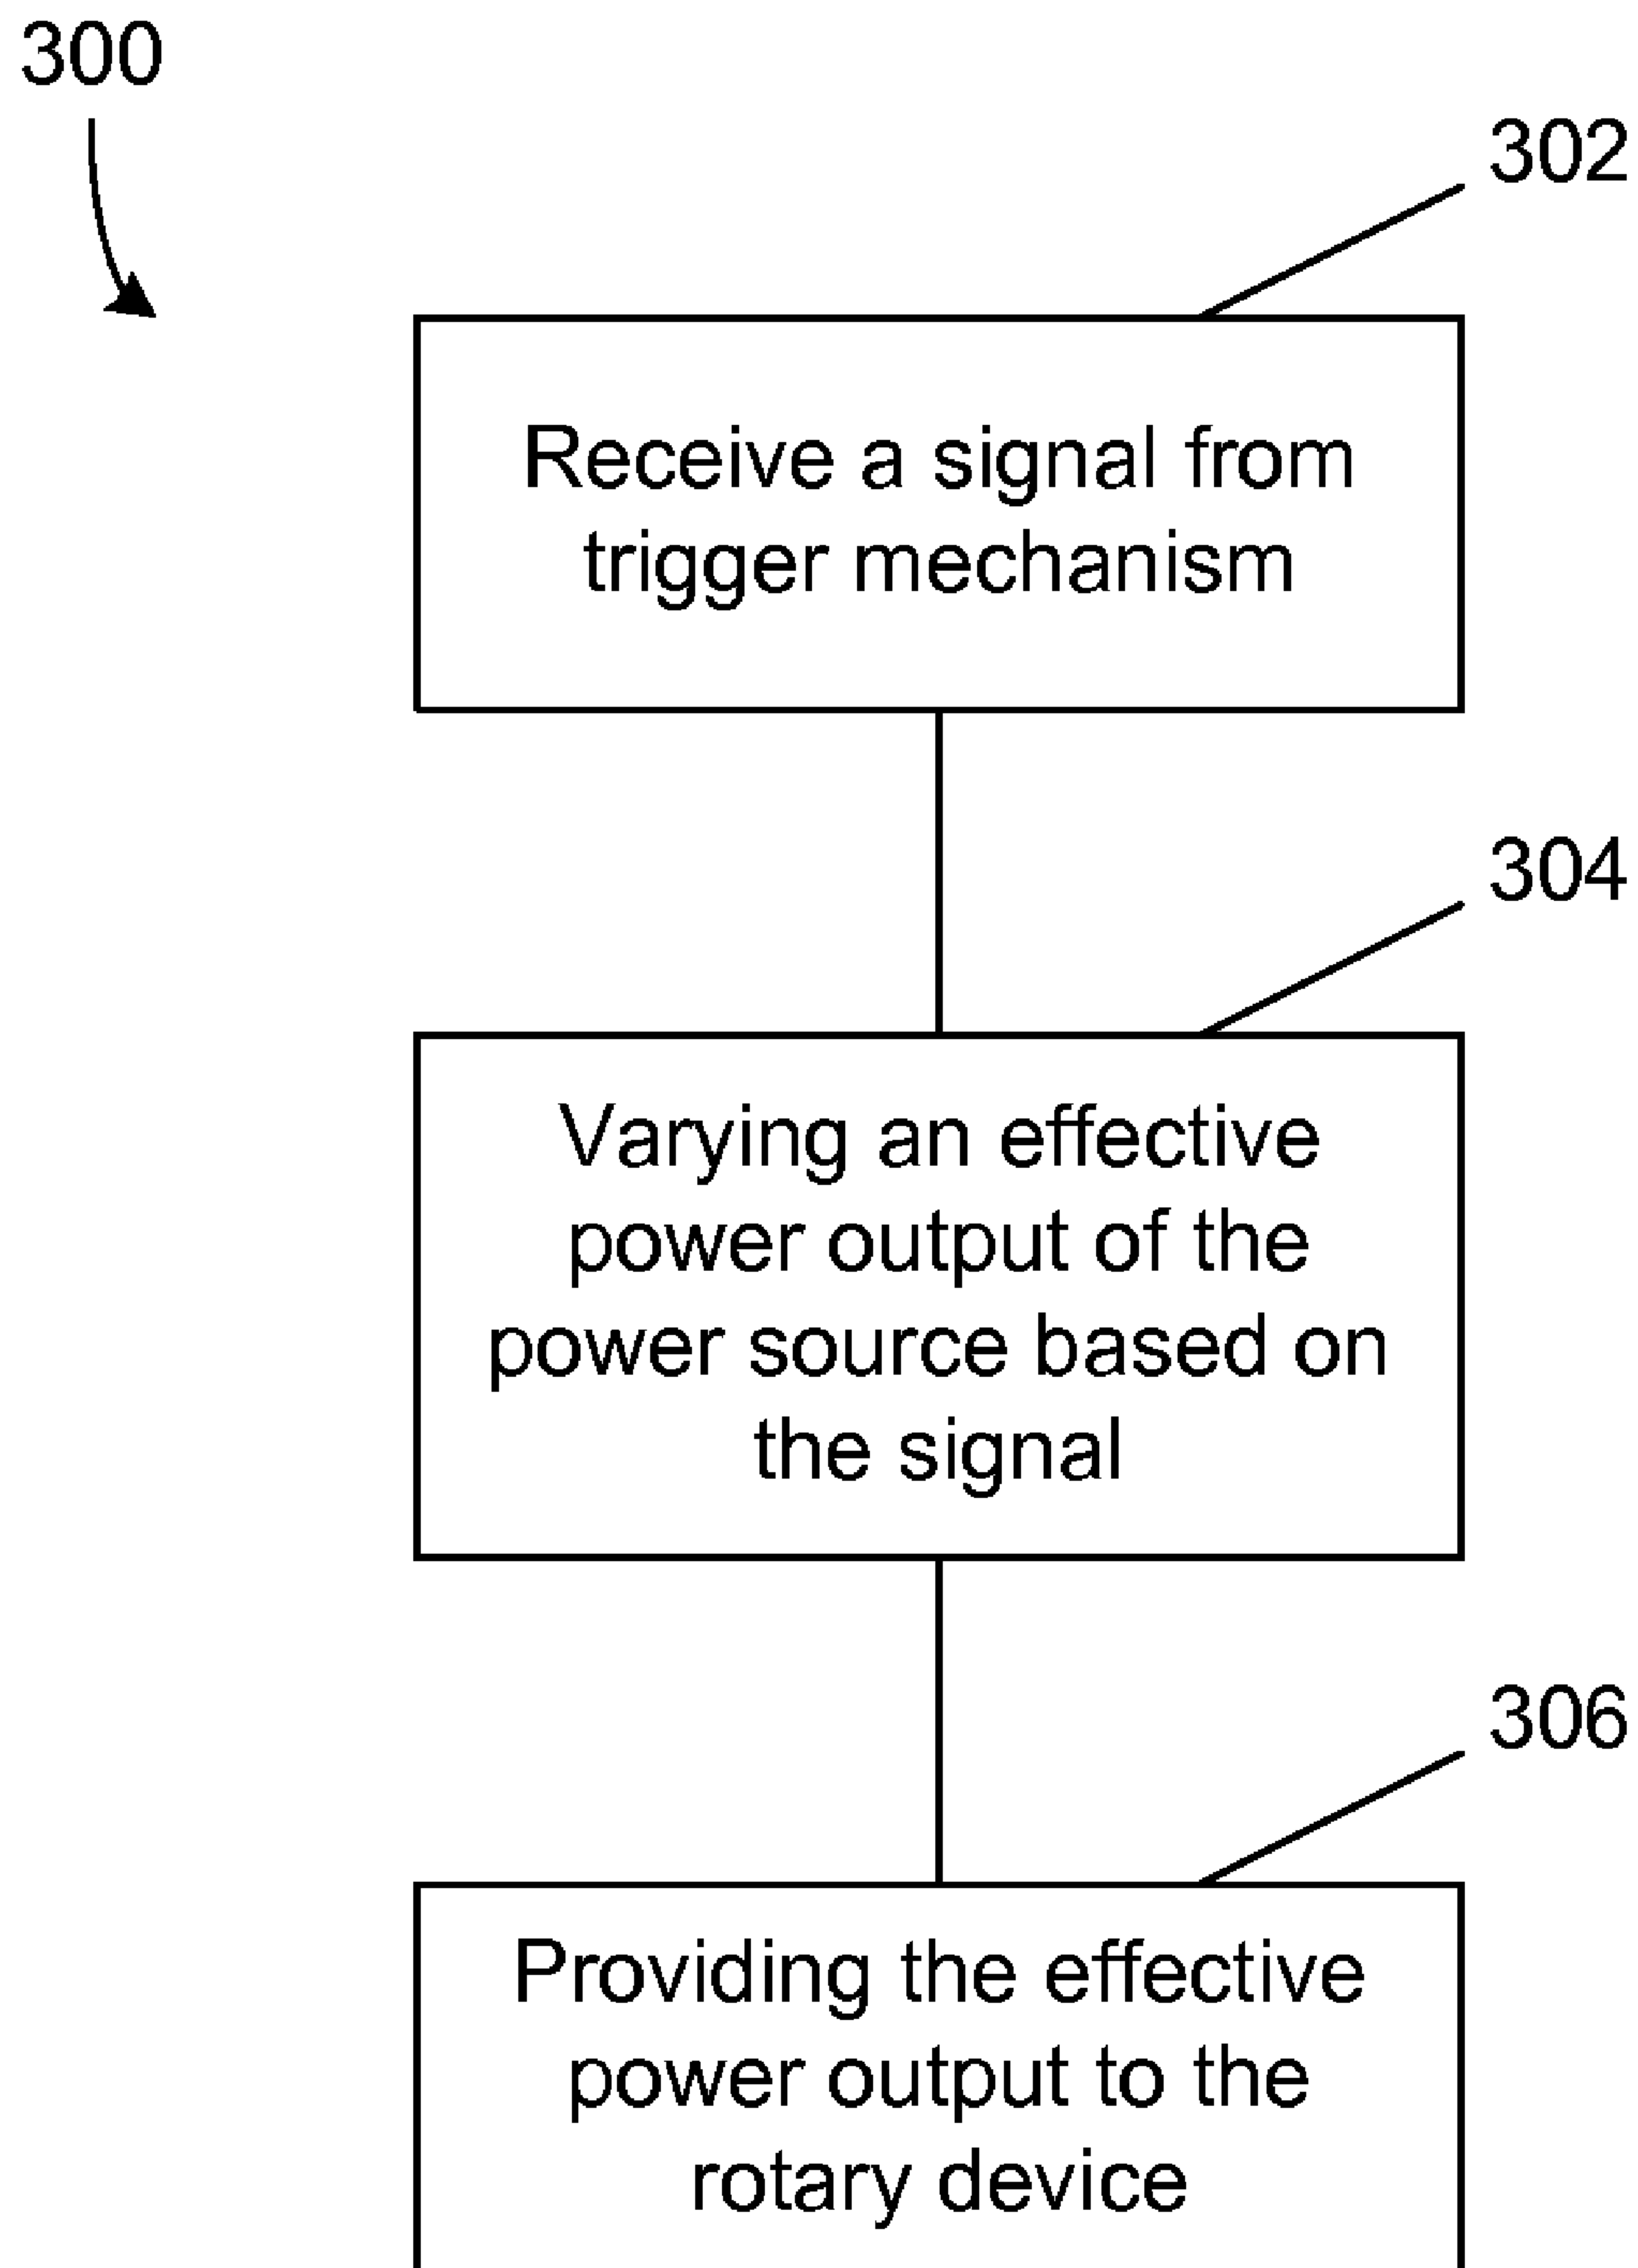 300
302
Receive a signal from
trigger mechanism
304
Varying an effective
power output of the
power source based on
the signal
306
Providing the effective
power output to the
rotary device